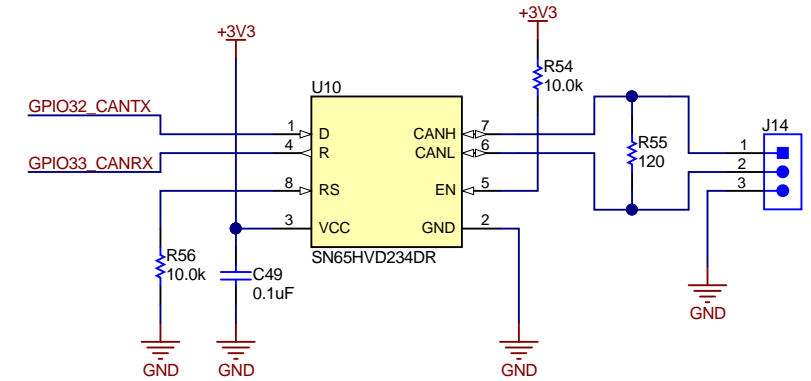 +3V3
+3V3
R54
10.0k
U10
GPIO32_CANTX
1 D CANH 7
J14
GPIO33_CANRX
4 R CANL 6
R55
120
1
2
3
8 RS EN 5
3 VCC GND 2
SN65HVD234DR
R56
10.0k
C49
0.1uF
GND
GND
GND
GND